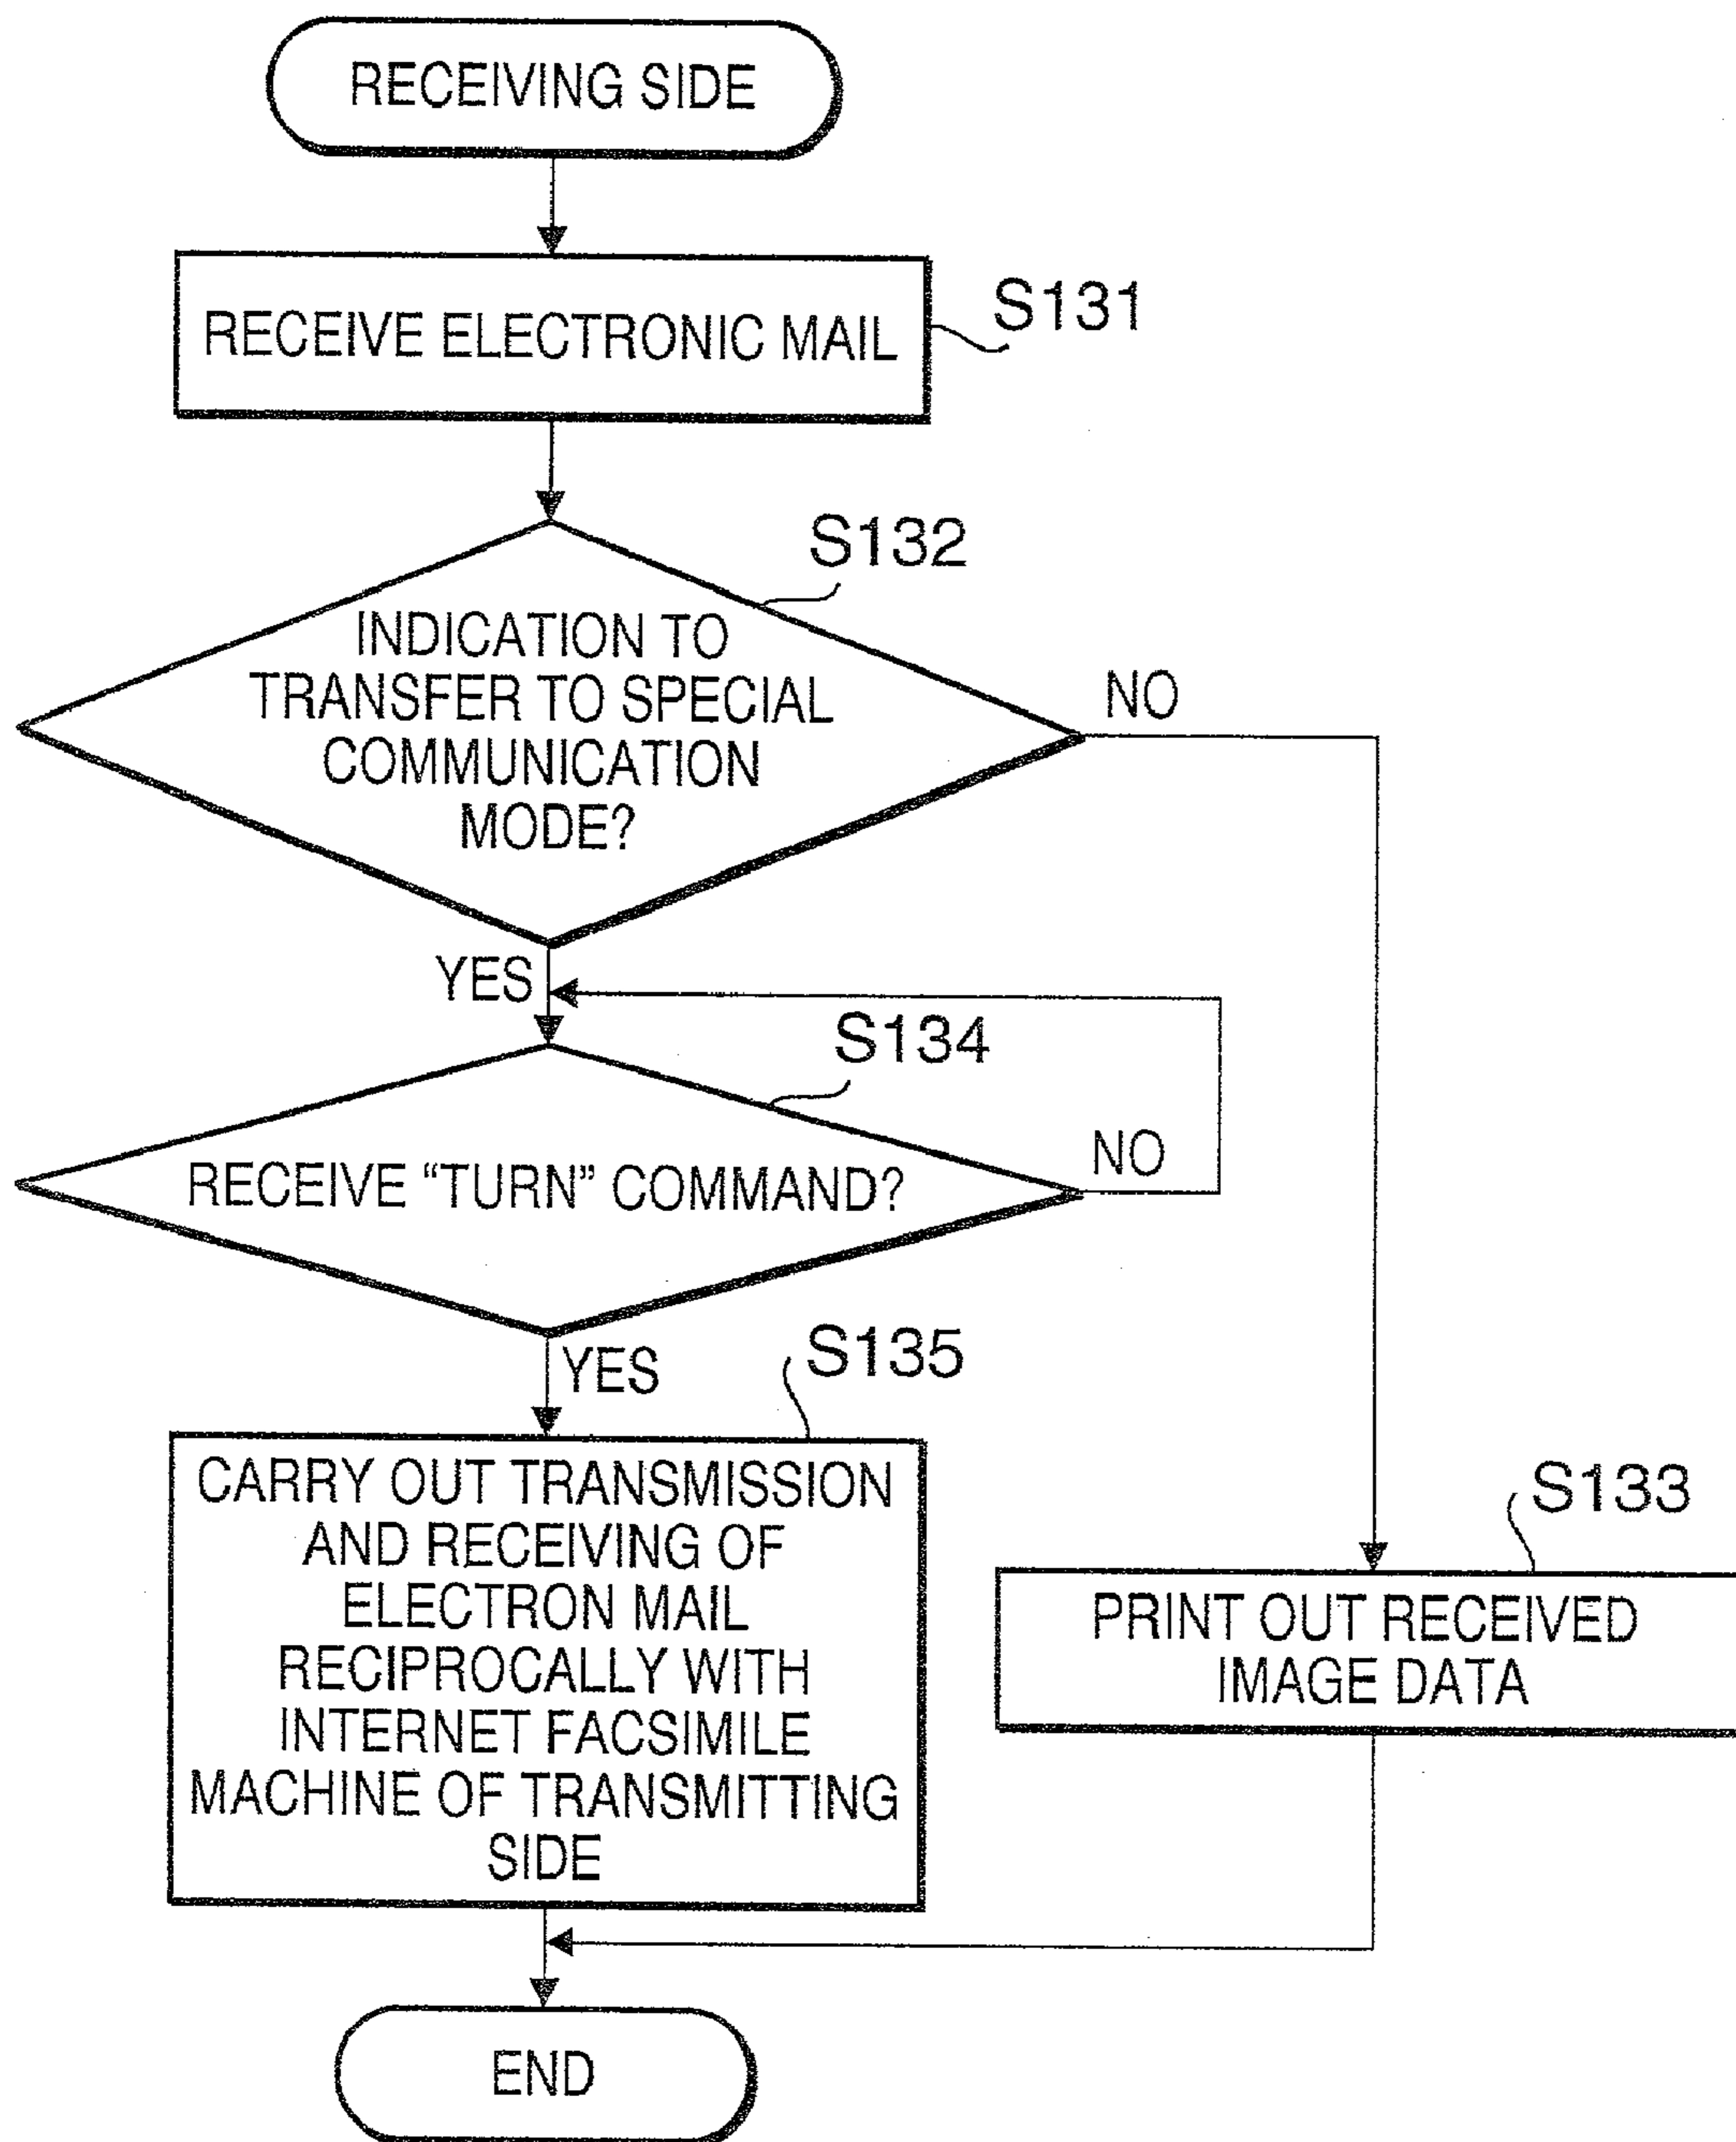 RECEIVING SIDE
RECEIVE ELECTRONIC MAIL
S131
S132
INDICATION TO
TRANSFER TO SPECIAL
COMMUNICATION
MODE?
NO
YES
S134
RECEIVE “TURN” COMMAND?
NO
YES
S135
CARRY OUT TRANSMISSION
AND RECEIVING OF
ELECTRON MAIL
RECIPROCALLY WITH
INTERNET FACSIMILE
MACHINE OF TRANSMITTING
SIDE
S133
PRINT OUT RECEIVED
IMAGE DATA
END